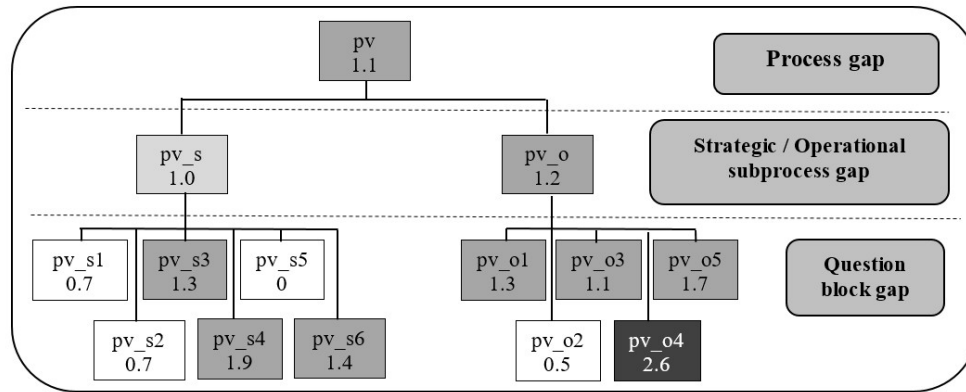 pv
1.1
Process gap
pv_s
1.0
pv_o
1.2
Strategic / Operational
subprocess gap
pv_s1
0.7
pv_s3
1.3
pv_s5
0
pv_o1
1.3
pv_o3
1.1
pv_o5
1.7
Question
block gap
pv_s2
0.7
pv_s4
1.9
pv_s6
1.4
pv_o2
0.5
pv_o4
2.6